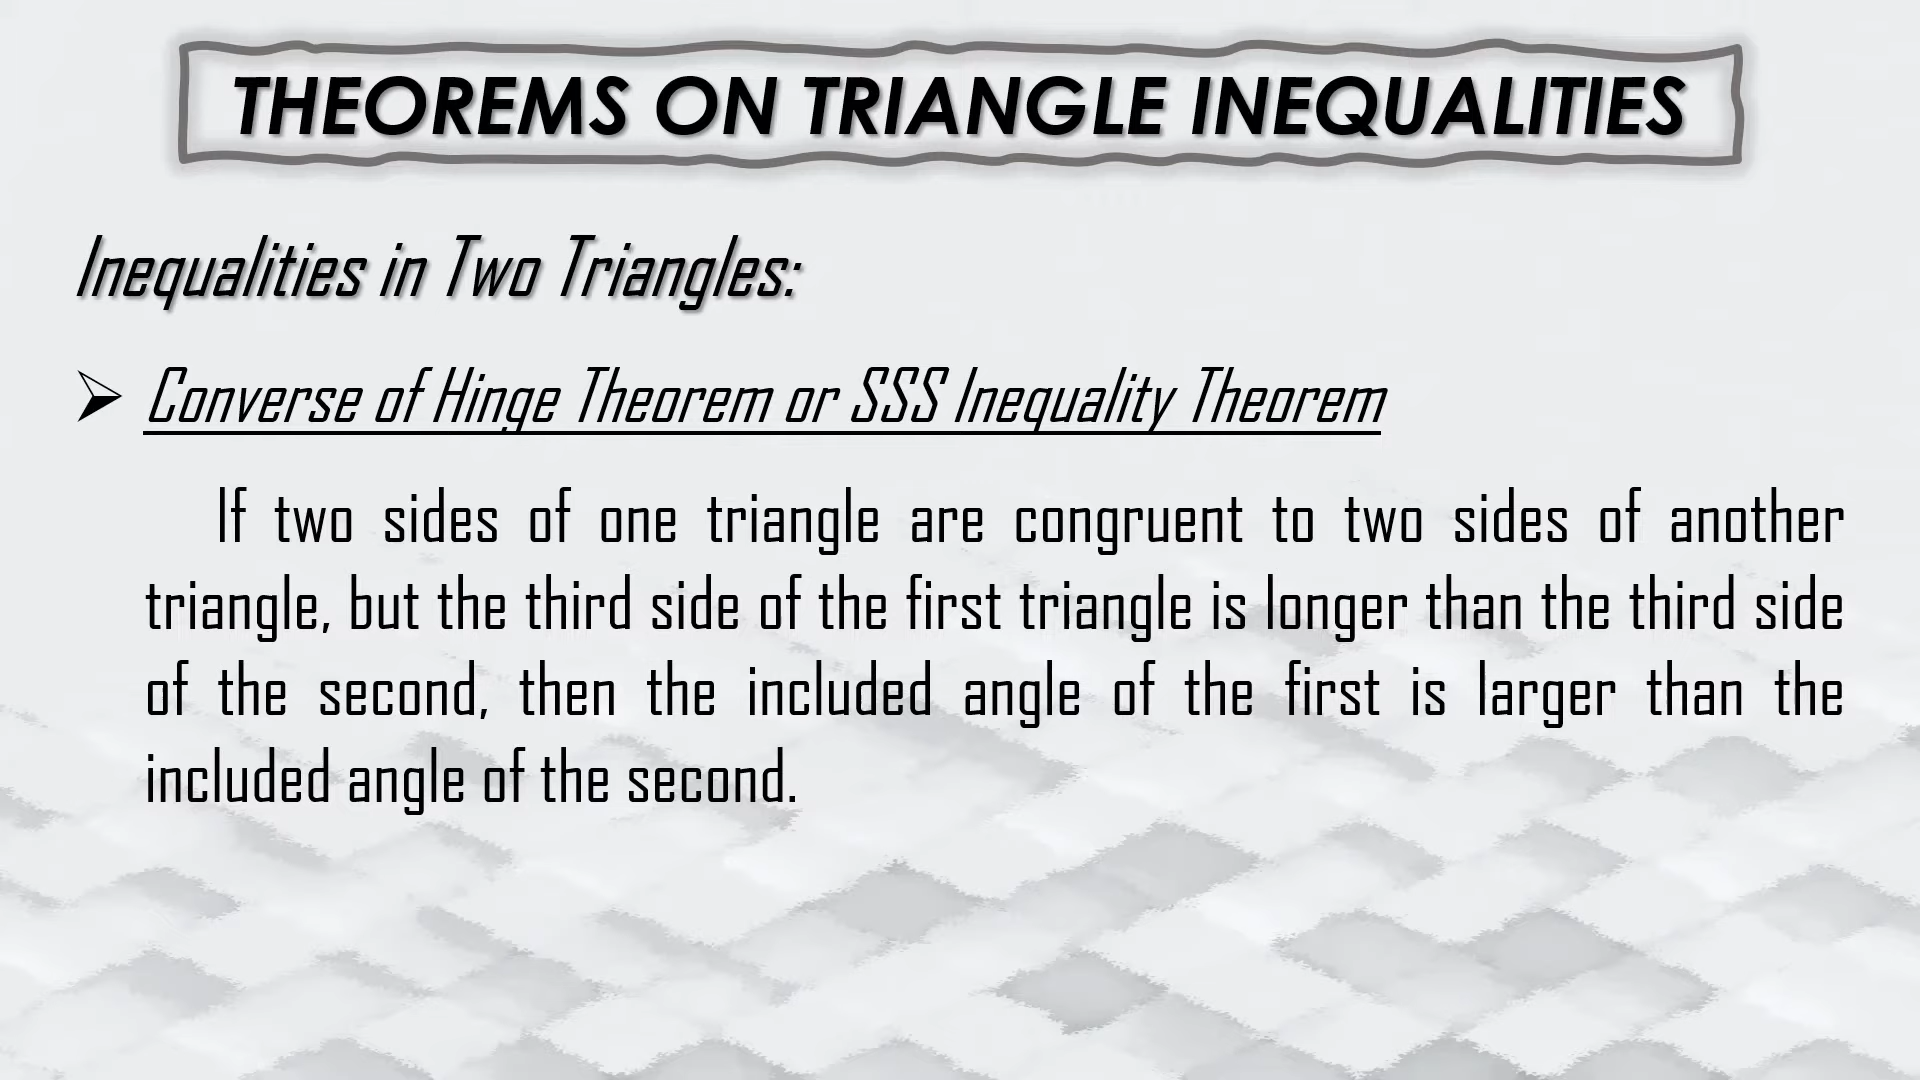 THEOREMS ON TRIANGLE INEQUALITIES
Inequalities in Two Triangles:
Converse of Hinge Theorem or SSS Inequality Theorem
If two sides of one triangle are congruent to two sides of another
triangle, but the third side of the first triangle is longer than the third side
of the second, then the included angle of the first is larger than the
included angle of the second.